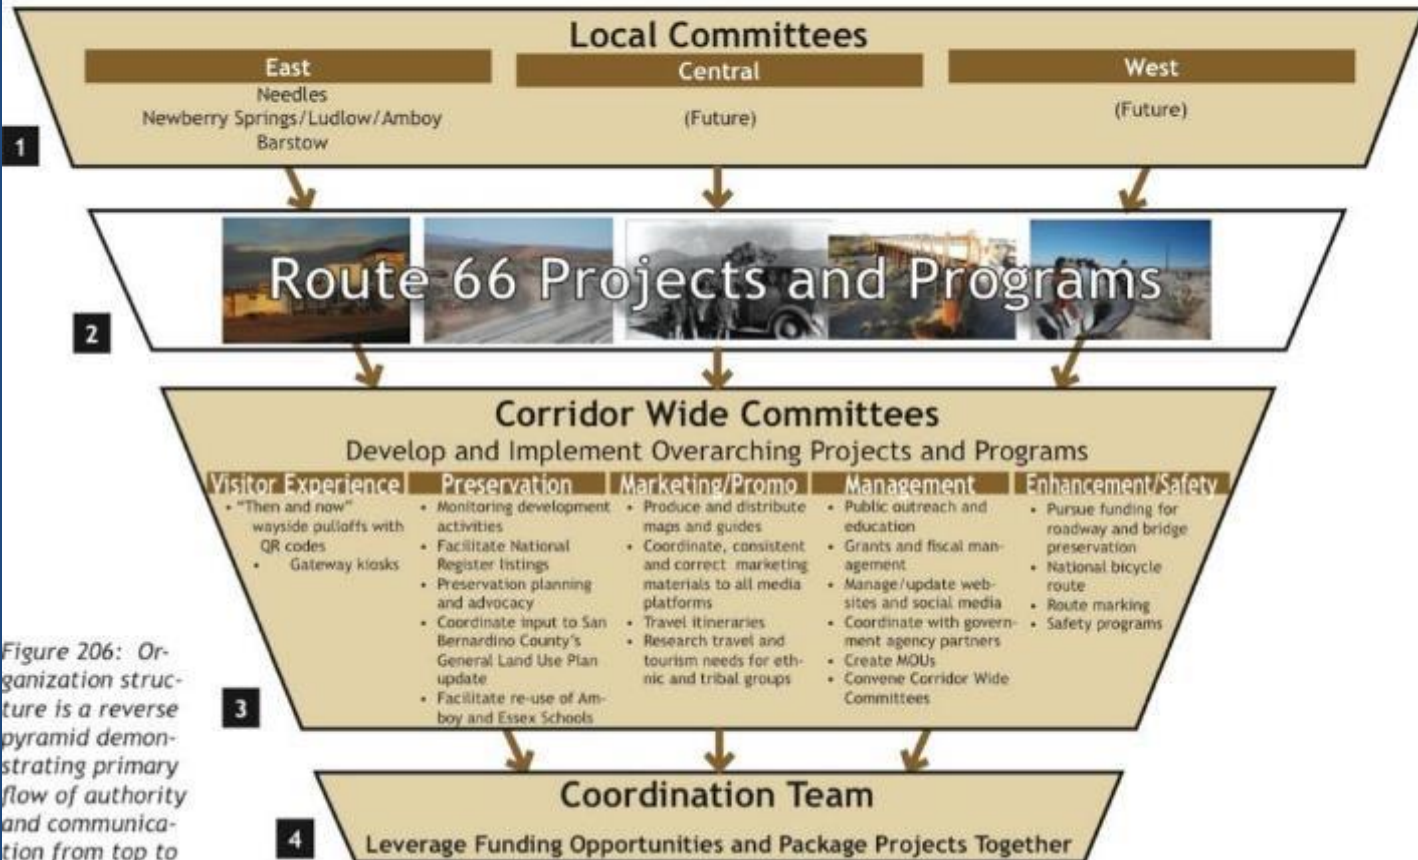 Local Committees
East
Needles
Newberry Springs/Ludlow/Amboy
Barstow
Central
(Future)
West
(Future)
1
Route 66 Projects and Programs
2
Corridor Wide Committees
Develop and Implement Overarching Projects and Programs
Visitor Experience
• "Then and now"
wayside pulloffs with
QR codes
• Gateway kiosks
Preservation
• Monitoring development
activities
• Facilitate National
Register listings
• Preservation planning
and advocacy
• Coordinate input to San
Bernardino County's
General Land Use Plan
update
• Facilitate re-use of Am-
boy and Essex Schools
Marketing/Promo
• Produce and distribute
maps and guides
• Coordinate, consistent
and correct marketing
materials to all media
platforms
• Travel itineraries
• Research travel and
tourism needs for eth-
nic and tribal groups
Management
• Public outreach and
education
• Grants and fiscal man-
agement
• Manage/update web-
sites and social media
• Coordinate with govern-
ment agency partners
• Create MOUs
• Convene Corridor Wide
Committees
Enhancement/Safety
• Pursue funding for
roadway and bridge
preservation
• National bicycle
route
• Route marking
• Safety programs
3
Coordination Team
Leverage Funding Opportunities and Package Projects Together
4
Figure 206: Or-
ganization struc-
ture is a reverse
pyramid demon-
strating primary
flow of authority
and communica-
tion from top to